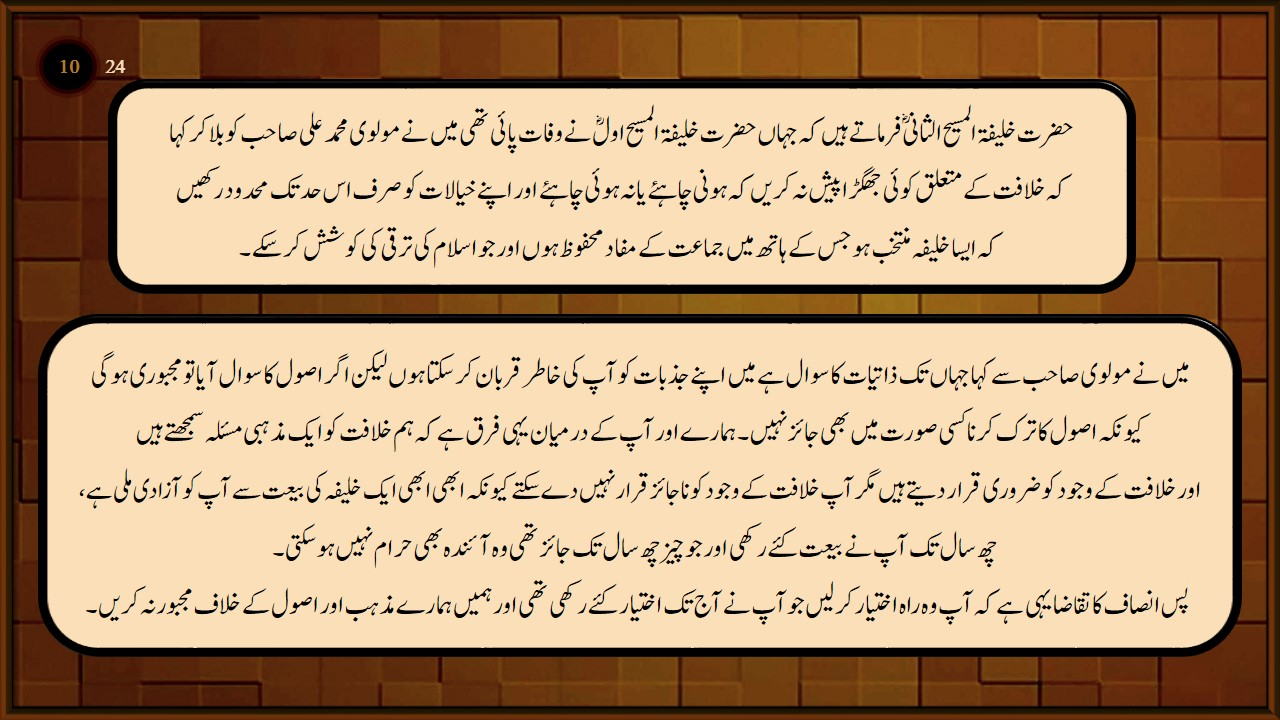 10 24
حضرت خلیفۃ المسیح الثانیؓ فرماتے ہیں کہ جہاں حضرت خلیفۃ المسیح اولؓ نے وفات پائی تھی میں نے مولوی محمد علی صاحب کو بلا کر کہا
کہ خلافت کے متعلق کوئی جھگڑا پیش نہ کریں کہ ہونی چاہئے یا نہ ہوئی چاہئے اور اپنے خیالات کو صرف اس حد تک محدود رکھیں
کہ ایسا خلیفہ منتخب ہو جس کے ہاتھ میں جماعت کے مفاد محفوظ ہوں اور جو اسلام کی ترقی کی کوشش کر سکے۔
میں نے مولوی صاحب سے کہا جہاں تک ذاتیات کا سوال ہے میں اپنے جذبات کو آپ کی خاطر قربان کر سکتا ہوں لیکن اگر اصول کا سوال آیا تو مجبوری ہو گی
کیونکہ اصول کا ترک کرنا کسی صورت میں بھی جائز نہیں۔ ہمارے اور آپ کے درمیان یہی فرق ہے کہ ہم خلافت کو ایک مذہبی مسئلہ سمجھتے ہیں
اور خلافت کے وجود کو ضروری قرار دیتے ہیں مگر آپ خلافت کے وجود کو ناجائز قرار نہیں دے سکتے کیونکہ ابھی ابھی ایک خلیفہ کی بیعت سے آپ کو آزادی ملی ہے،
چھ سال تک آپ نے بیعت کئے رکھی اور جو چیز چھ سال تک جائز تھی وہ آئندہ بھی حرام نہیں ہو سکتی۔
پس انصاف کا تقاضا یہی ہے کہ آپ وہ راہ اختیار کر لیں جو آپ نے آج تک اختیار کئے رکھی تھی اور ہمیں ہمارے مذہب اور اصول کے خلاف مجبور نہ کریں۔